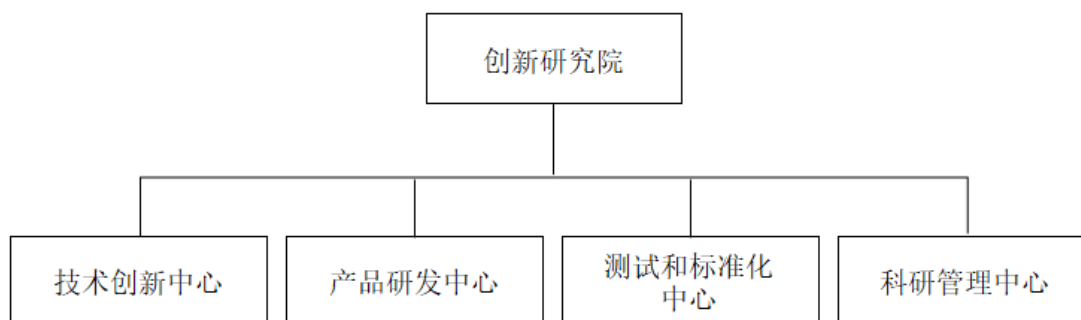 创新研究院
技术创新中心
产品研发中心
测试和标准化
中心
科研管理中心